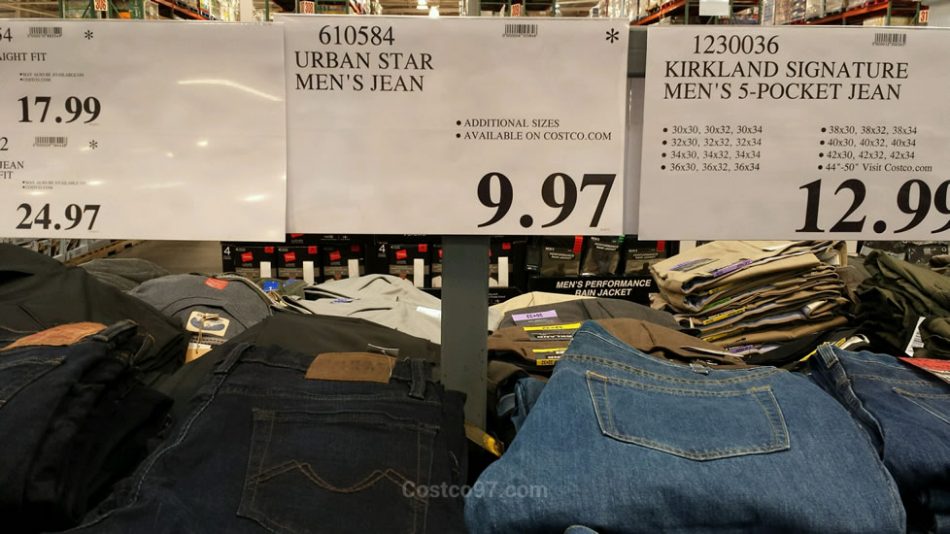 54
*
AIGHT FIT
17.99
2
*
JEAN
FIT
24.97
610584
*
URBAN STAR
MEN'S JEAN
• ADDITIONAL SIZES
• AVAILABLE ON COSTCO.COM
9.97
1230036
KIRKLAND SIGNATURE
MEN'S 5-POCKET JEAN
• 30x30, 30x32, 30x34
• 32x30, 32x32, 32x34
• 34x30, 34x32, 34x34
• 36x30, 36x32, 36x34
• 38x30, 38x32, 38x34
• 40x30, 40x32, 40x34
• 42x30, 42x32, 42x34
• 44"-50" Visit Costco.com
12.99
MEN'S PERFORMANCE
RAIN JACKET
Costco97.com